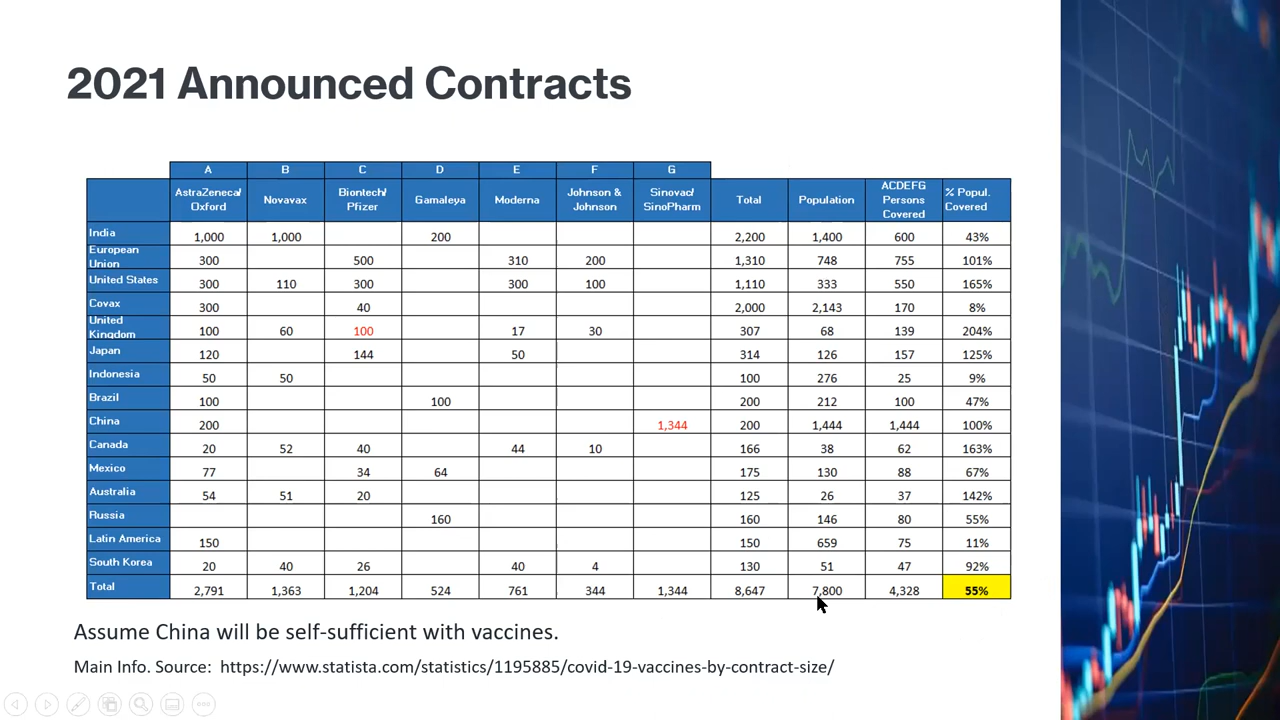 2021 Announced Contracts
A B C D E F G
AstraZeneca/ Oxford Novavax Biontech/ Pfizer Gamaleya Moderna Johnson & Johnson Sinovac/ SinoPharm Total Population ACDEFG Persons Covered % Popul. Covered
India 1,000 1,000 200 2,200 1,400 600 43%
European Union 300 500 310 200 1,310 748 755 101%
United States 300 110 300 300 100 1,110 333 550 165%
Covax 300 40 2,000 2,143 170 8%
United Kingdom 100 60 100 17 30 307 68 139 204%
Japan 120 144 50 314 126 157 125%
Indonesia 50 50 100 276 25 9%
Brazil 100 100 200 212 100 47%
China 200 1,344 200 1,444 1,444 100%
Canada 20 52 40 44 10 166 38 62 163%
Mexico 77 34 64 175 130 88 67%
Australia 54 51 20 125 26 37 142%
Russia 160 160 146 80 55%
Latin America 150 150 659 75 11%
South Korea 20 40 26 40 4 130 51 47 92%
Total 2,791 1,363 1,204 524 761 344 1,344 8,647 7,800 4,328 55%
Assume China will be self-sufficient with vaccines.
Main Info. Source: https://www.statista.com/statistics/1195885/covid-19-vaccines-by-contract-size/